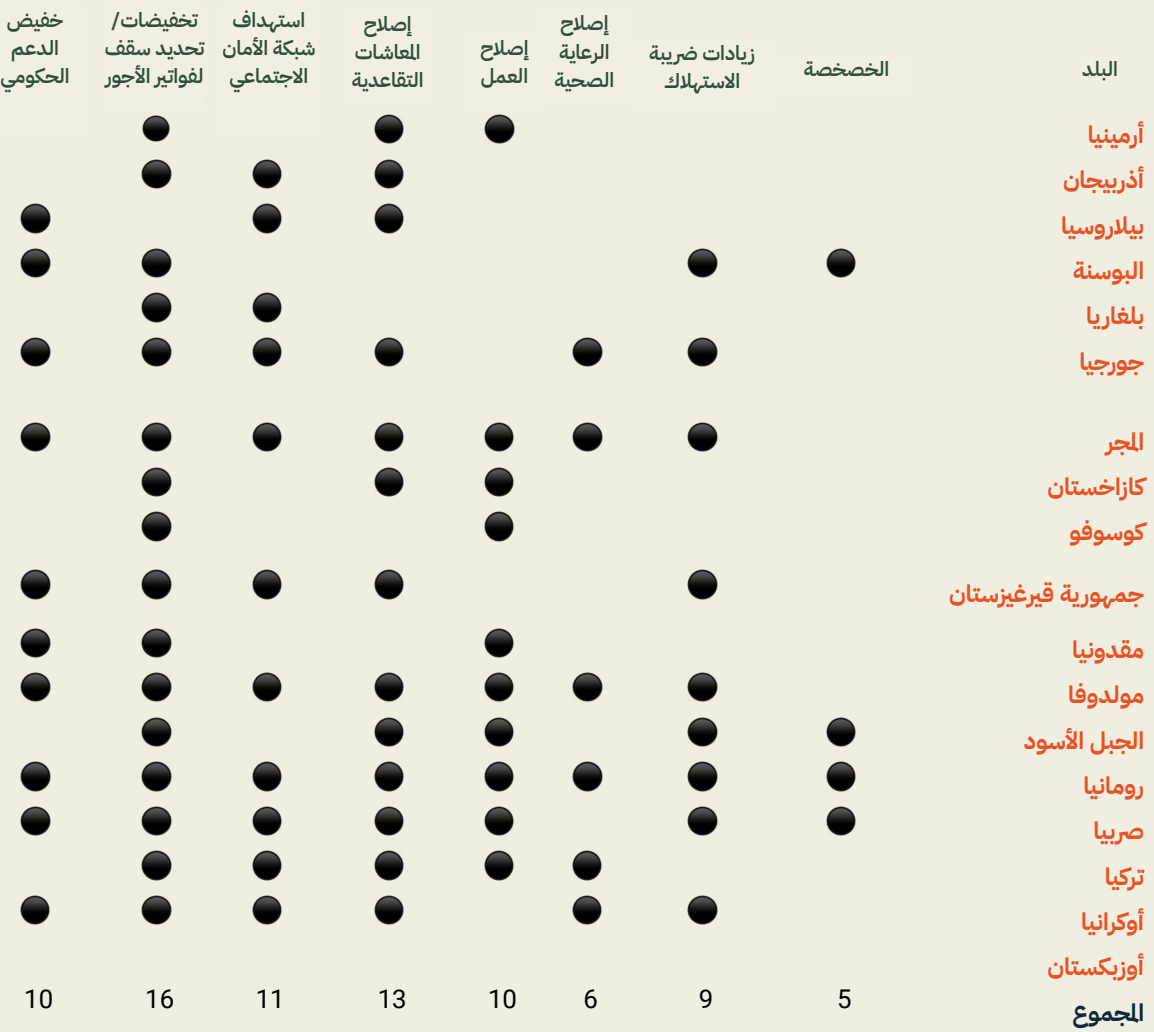 البلد
الخصخصة
زيادات ضريبة
الاستهلاك
إصلاح
الرعاية
الصحية
إصلاح
العمل
إصلاح
المعاشات
التقاعدية
استهداف
شبكة الأمان
الاجتماعي
تخفيضات/
تحديد سقف
لفواتير الأجور
خفيض
الدعم
الحكومي
أرمينيا
أذربيجان
بيلاروسيا
البوسنة
بلغاريا
جورجيا
المجر
كازاخستان
كوسوفو
جمهورية قيرغيزستان
مقدونيا
مولدوفا
الجبل الأسود
رومانيا
صربيا
تركيا
أوكرانيا
أوزبكستان
المجموع
5
9
6
10
13
11
16
10